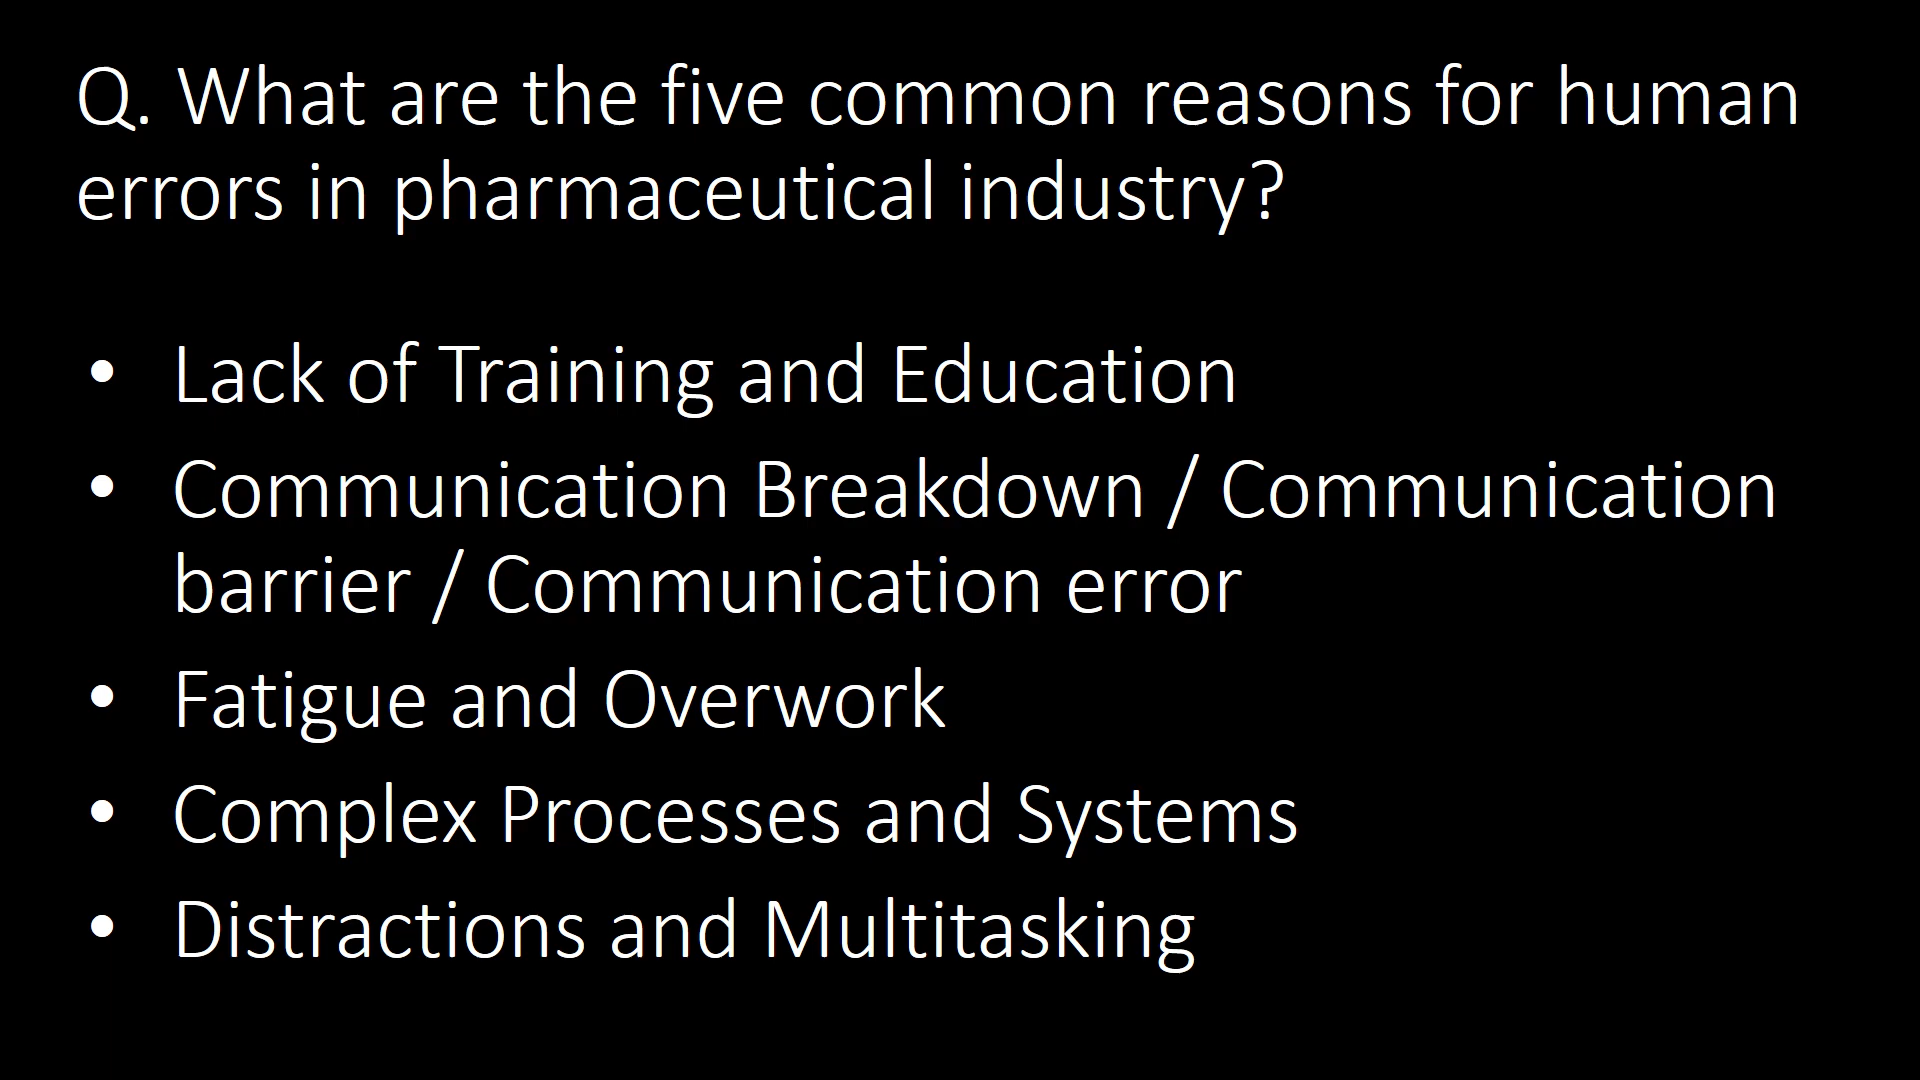 Q. What are the five common reasons for human
errors in pharmaceutical industry?
• Lack of Training and Education
• Communication Breakdown / Communication
barrier / Communication error
• Fatigue and Overwork
• Complex Processes and Systems
• Distractions and Multitasking